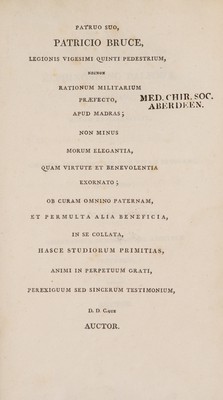 PATRUO SUO,
PATRICIO BRUCE,
LEGIONIS VIGESIMI QUINTI PEDESTRIUM,
NECNON
RATIONUM MILITARIUM
PRÆFECTO,
MED. CHIR. SOC.
ABERDEEN.
APUD MADRAS;
NON MINUS
MORUM ELEGANTIA,
QUAM VIRTUTE ET BENEVOLENTIA
EXORNATO;
OB CURAM OMNINO PATERNAM,
ET PERMULTA ALIA BENEFICIA,
IN SE COLLATA,
HASCE STUDIORUM PRIMITIAS,
ANIMI IN PERPETUUM GRATI,
PEREXIGUUM SED SINCERUM TESTIMONIUM,
D. D. CQUE
AUCTOR.